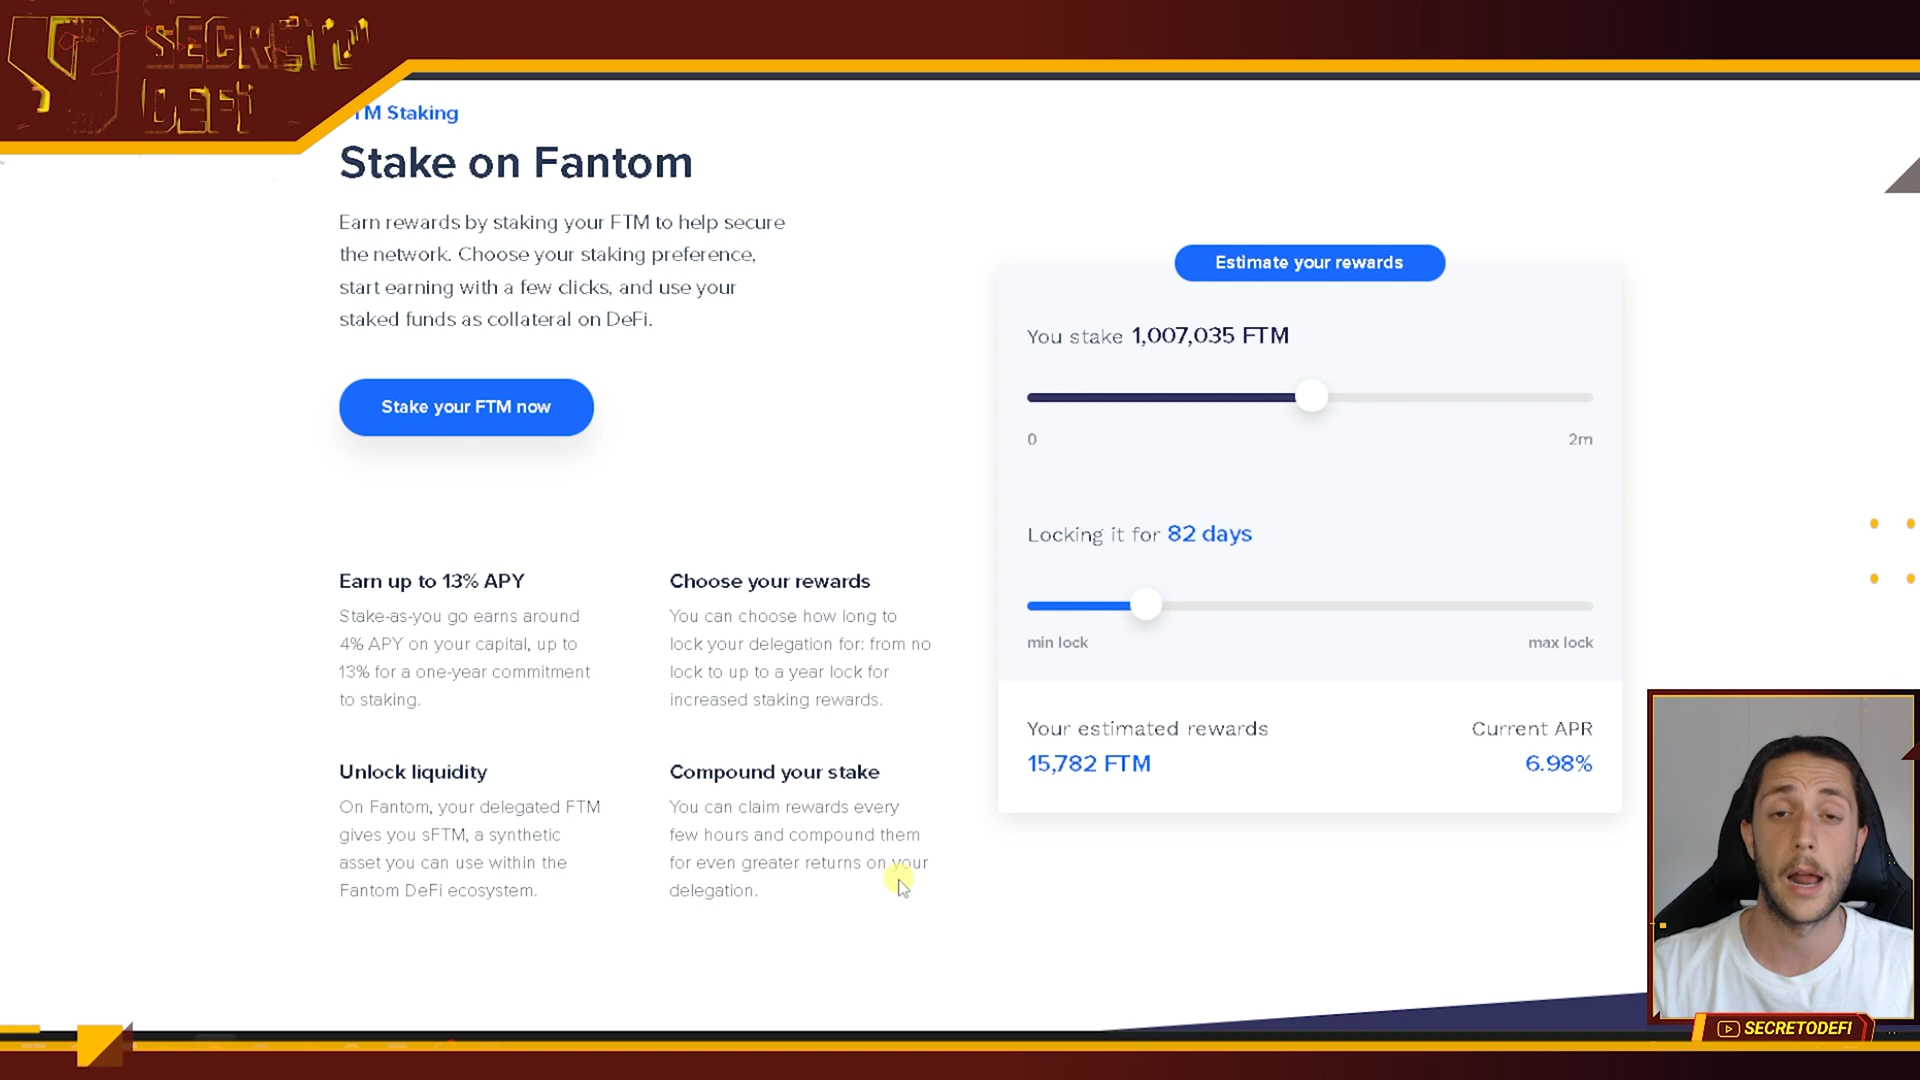 SECRETO
DEFI
TM Staking
Stake on Fantom
Earn rewards by staking your FTM to help secure
the network. Choose your staking preference,
start earning with a few clicks, and use your
staked funds as collateral on DeFi.
Stake your FTM now
Earn up to 13% APY
Stake-as-you go earns around
4% APY on your capital, up to
13% for a one-year commitment
to staking.
Choose your rewards
You can choose how long to
lock your delegation for: from no
lock to up to a year lock for
increased staking rewards.
Unlock liquidity
On Fantom, your delegated FTM
gives you sFTM, a synthetic
asset you can use within the
Fantom DeFi ecosystem.
Compound your stake
You can claim rewards every
few hours and compound them
for even greater returns on your
delegation.
Estimate your rewards
You stake 1,007,035 FTM
0 2m
Locking it for 82 days
min lock max lock
Your estimated rewards Current APR
15,782 FTM 6.98%
SECRETODEFI